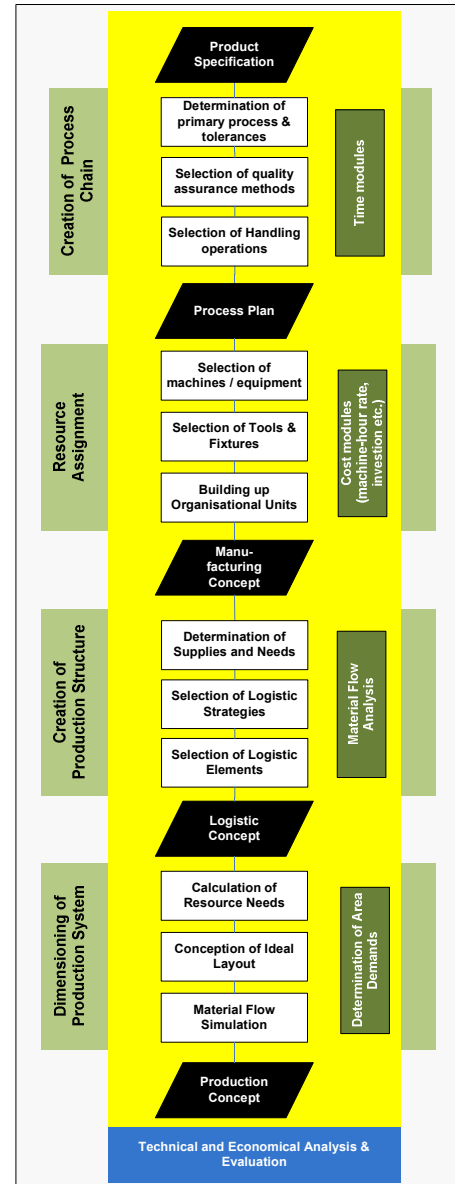 Product
Specification
Creation of Process
Chain
Determination of
primary process &
tolerances
Selection of quality
assurance methods
Selection of Handling
operations
Time modules
Process Plan
Resource
Assignment
Selection of
machines / equipment
Selection of Tools &
Fixtures
Building up
Organisational Units
Cost modules
(machine-hour rate,
investion etc.)
Manu-
facturing
Concept
Creation of
Production Structure
Determination of
Supplies and Needs
Selection of Logistic
Strategies
Selection of Logistic
Elements
Material Flow
Analysis
Logistic
Concept
Dimensioning of
Production System
Calculation of
Resource Needs
Conception of Ideal
Layout
Material Flow
Simulation
Determination of Area
Demands
Production
Concept
Technical and Economical Analysis &
Evaluation